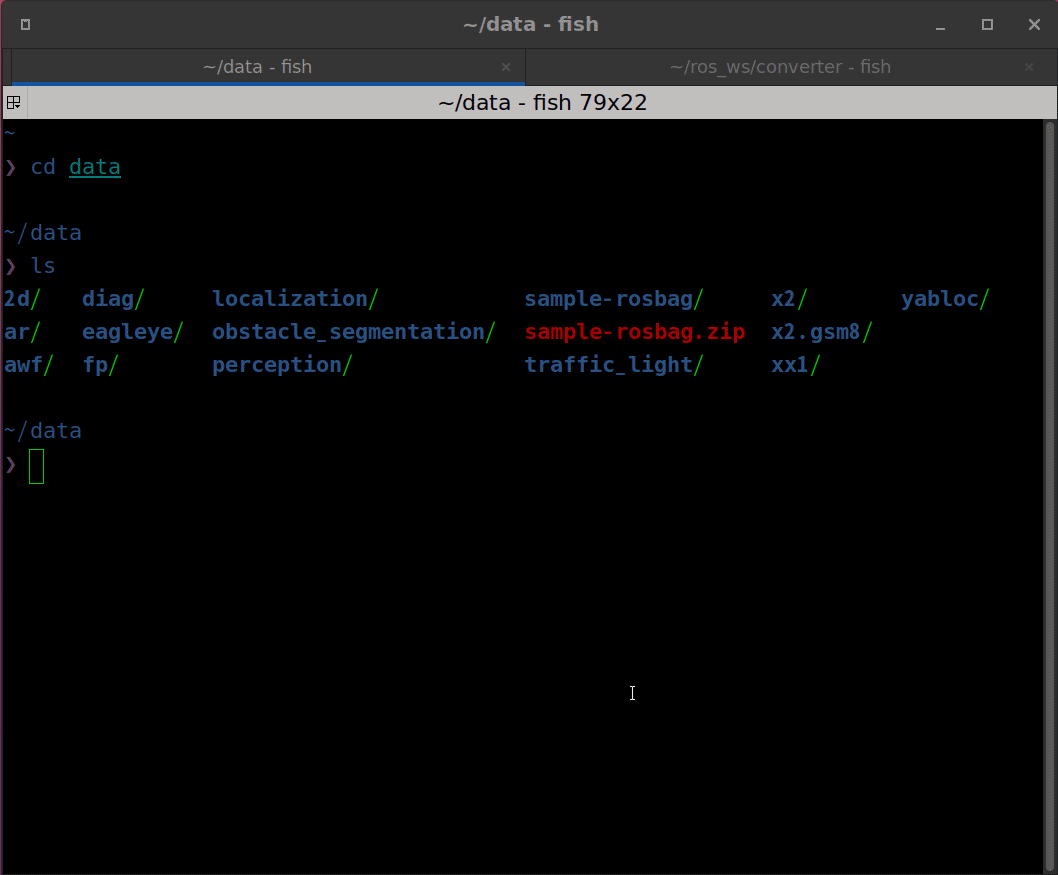 ~/data - fish
~/data - fish × ~/ros_ws/converter - fish ×
~/data - fish 79x22
~
❯ cd data
~/data
❯ ls
2d/ diag/ localization/ sample-rosbag/ x2/ yabloc/
ar/ eagleye/ obstacle_segmentation/ sample-rosbag.zip x2.gsm8/
awf/ fp/ perception/ traffic_light/ xx1/
~/data
❯